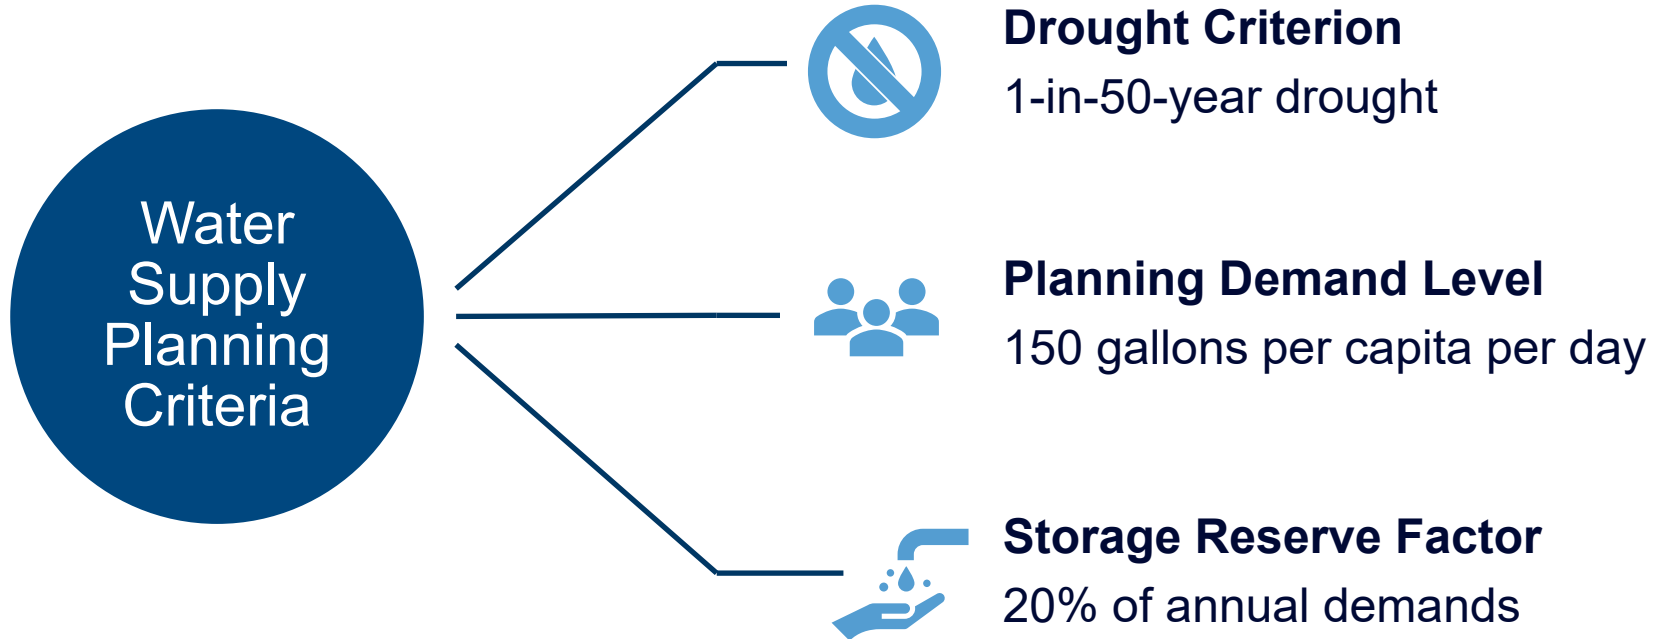 Water
Supply
Planning
Criteria
Drought Criterion
1-in-50-year drought
Planning Demand Level
150 gallons per capita per day
Storage Reserve Factor
20% of annual demands